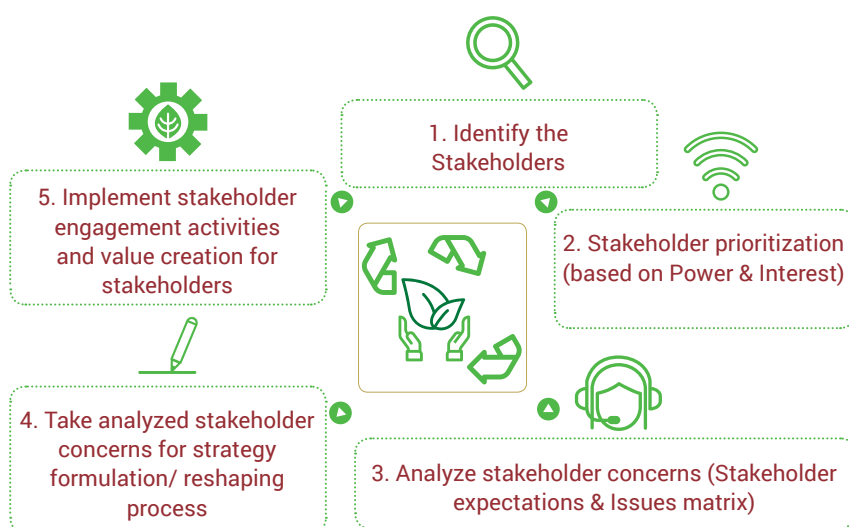 1. Identify the
Stakeholders
2. Stakeholder prioritization
(based on Power & Interest)
3. Analyze stakeholder concerns (Stakeholder
expectations & Issues matrix)
4. Take analyzed stakeholder
concerns for strategy
formulation/ reshaping
process
5. Implement stakeholder
engagement activities
and value creation for
stakeholders